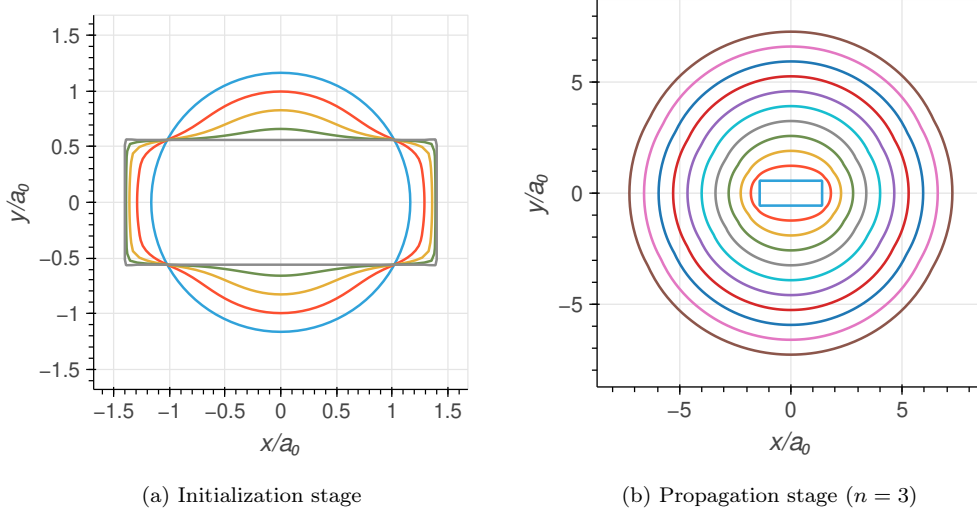 1.5
1
0.5
0
−0.5
−1
−1.5
y/a₀
−1.5 −1 −0.5 0 0.5 1 1.5
x/a₀
(a) Initialization stage
5
0
−5
y/a₀
−5 0 5
x/a₀
(b) Propagation stage (n = 3)